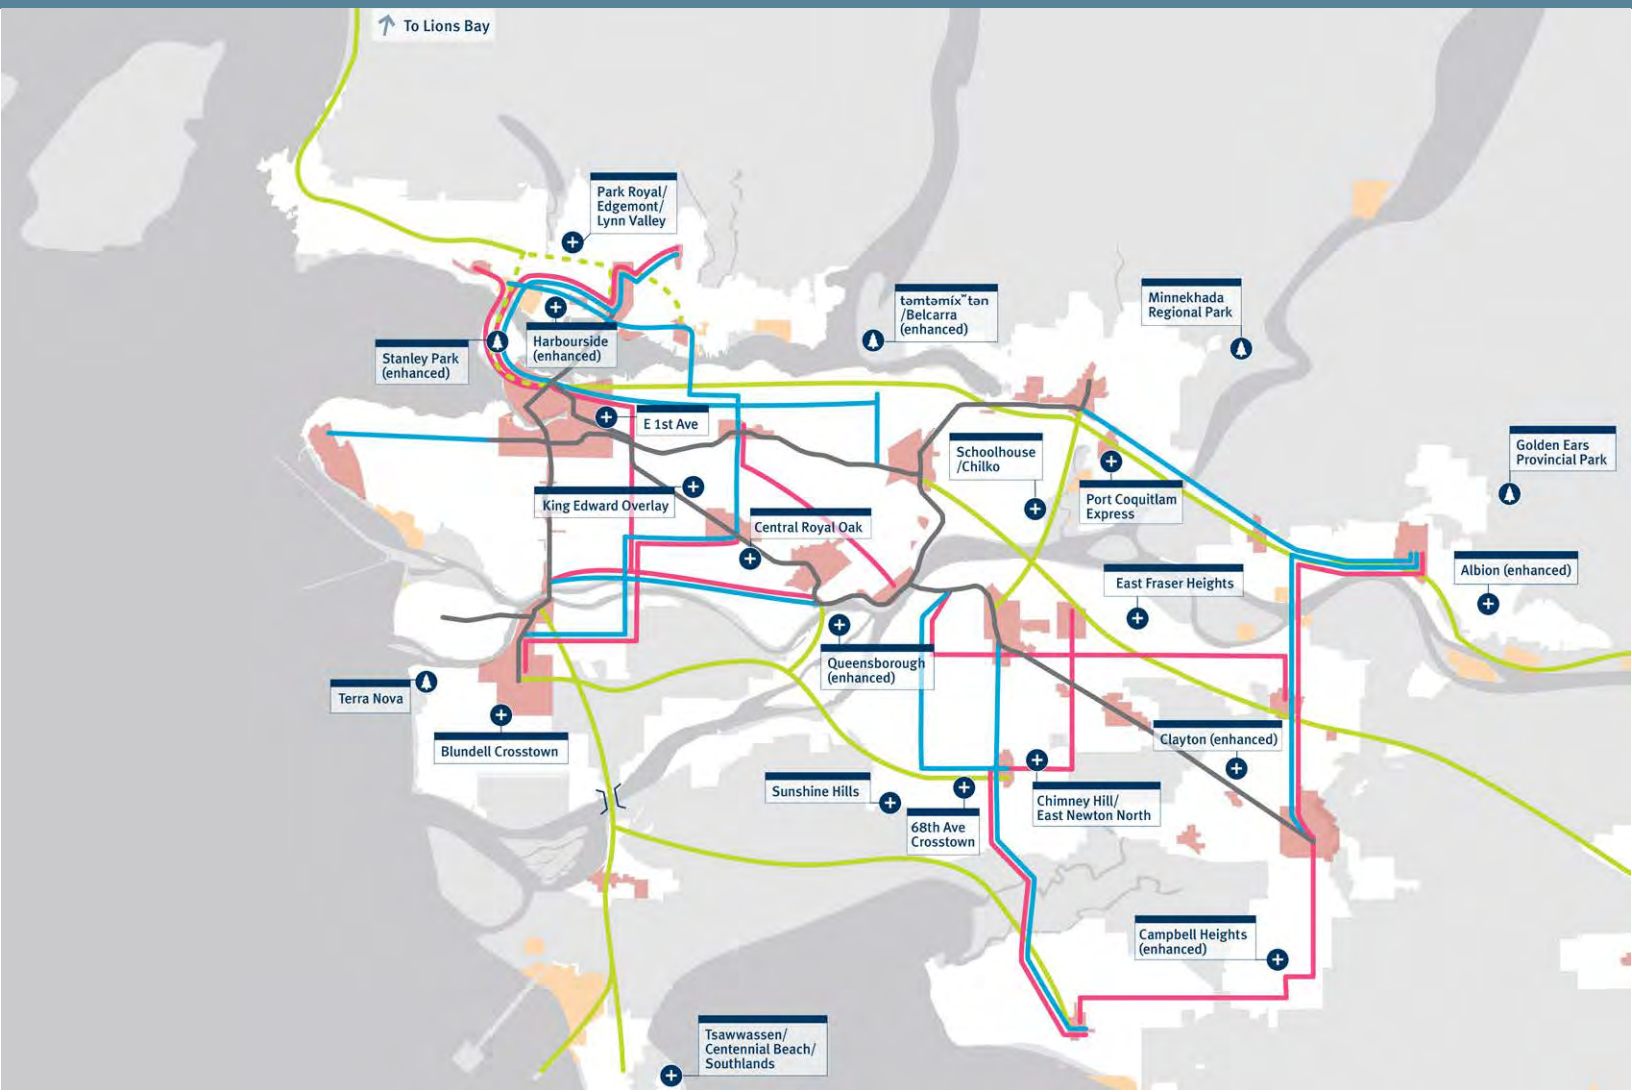 To Lions Bay
Park Royal/
Edgemont/
Lynn Valley
təmtəmíxʷtən
/Belcarra
(enhanced)
Minnekhada
Regional Park
Stanley Park
(enhanced)
Harbourside
(enhanced)
E 1st Ave
Schoolhouse
/Chilko
Golden Ears
Provincial Park
King Edward Overlay
Port Coquitlam
Express
Central Royal Oak
East Fraser Heights
Albion (enhanced)
Queensborough
(enhanced)
Terra Nova
Blundell Crosstown
Clayton (enhanced)
Sunshine Hills
Chimney Hill/
East Newton North
68th Ave
Crosstown
Campbell Heights
(enhanced)
Tsawwassen/
Centennial Beach/
Southlands